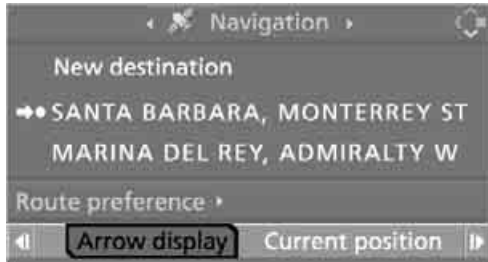 Navigation
New destination
SANTA BARBARA, MONTERREY ST
MARINA DEL REY, ADMIRALTY W
Route preference
Arrow display Current position